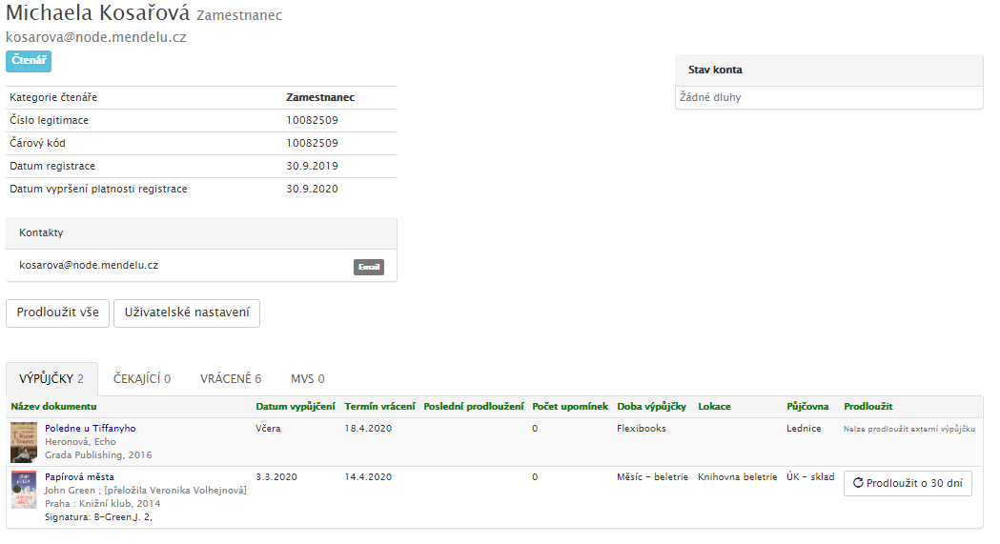 Michaela Kosařová Zamestnanec
kosarova@node.mendelu.cz
Čtenář
Stav konta
Žádné dluhy
Kategorie čtenáře Zamestnanec
Číslo legitimace 10082509
Čárový kód 10082509
Datum registrace 30.9.2019
Datum vypršení platnosti registrace 30.9.2020
Kontakty
kosarova@node.mendelu.cz Email
Prodloužit vše Uživatelské nastavení
VÝPŮJČKY 2 ČEKAJÍCÍ 0 VRÁCENÉ 6 MVS 0
Název dokumentu Datum vypůjčení Termín vrácení Poslední prodloužení Počet upomínek Doba výpůjčky Lokace Půjčovna Prodloužit
Poledne u Tiffanyho Včera 18.4.2020 0 Flexibooks Lednice Nelze prodloužit externí výpůjčku
Heronová, Echo
Grada Publishing, 2016
Papírová města 3.3.2020 14.4.2020 0 Měsíc - beletrie Knihovna beletrie ÚK - sklad Prodloužit o 30 dní
John Green ; [přeložila Veronika Volhejnová]
Praha : Knižní klub, 2014
Signatura: B-Green,J. 2,